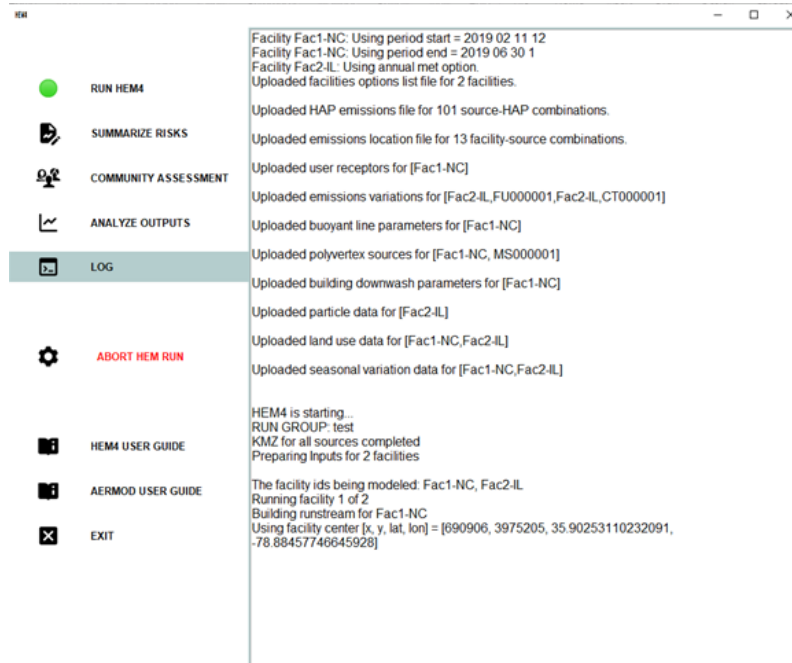 HEM4
RUN HEM4
SUMMARIZE RISKS
COMMUNITY ASSESSMENT
ANALYZE OUTPUTS
LOG
ABORT HEM RUN
HEM4 USER GUIDE
AERMOD USER GUIDE
EXIT
Facility Fac1-NC: Using period start = 2019 02 11 12
Facility Fac1-NC: Using period end = 2019 06 30 1
Facility Fac2-IL: Using annual met option.
Uploaded facilities options list file for 2 facilities.
Uploaded HAP emissions file for 101 source-HAP combinations.
Uploaded emissions location file for 13 facility-source combinations.
Uploaded user receptors for [Fac1-NC]
Uploaded emissions variations for [Fac2-IL,FU000001,Fac2-IL,CT000001]
Uploaded buoyant line parameters for [Fac1-NC]
Uploaded polyvertex sources for [Fac1-NC, MS000001]
Uploaded building downwash parameters for [Fac1-NC]
Uploaded particle data for [Fac2-IL]
Uploaded land use data for [Fac1-NC,Fac2-IL]
Uploaded seasonal variation data for [Fac1-NC,Fac2-IL]
HEM4 is starting...
RUN GROUP: test
KMZ for all sources completed
Preparing Inputs for 2 facilities
The facility ids being modeled: Fac1-NC, Fac2-IL
Running facility 1 of 2
Building runstream for Fac1-NC
Using facility center [x, y, lat, lon] = [690906, 3975205, 35.90253110232091,
-78.88457746645928]